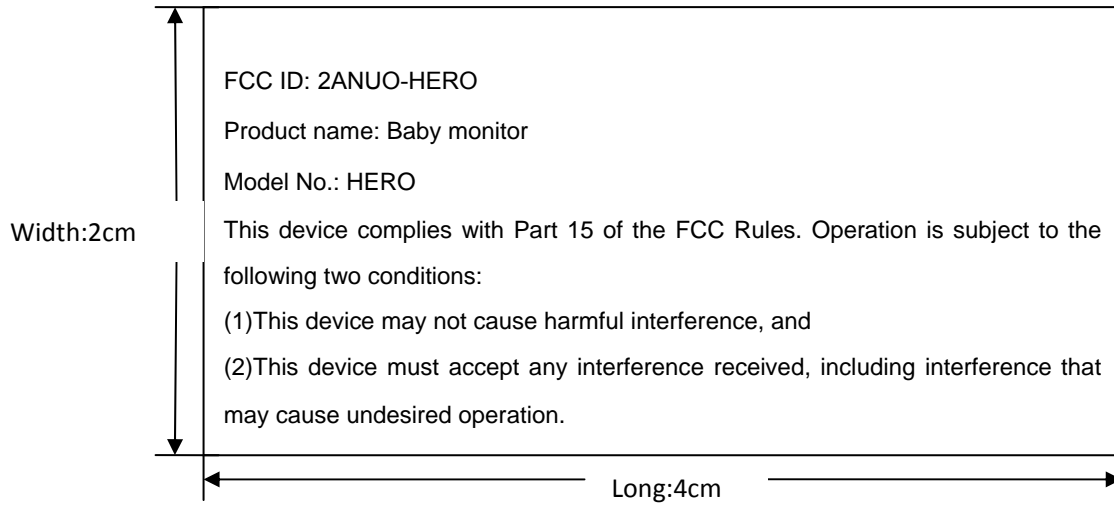 FCC ID: 2ANUO-HERO
Product name: Baby monitor
Model No.: HERO
Width:2cm
This device complies with Part 15 of the FCC Rules. Operation is subject to the
following two conditions:
(1)This device may not cause harmful interference, and
(2)This device must accept any interference received, including interference that
may cause undesired operation.
Long:4cm